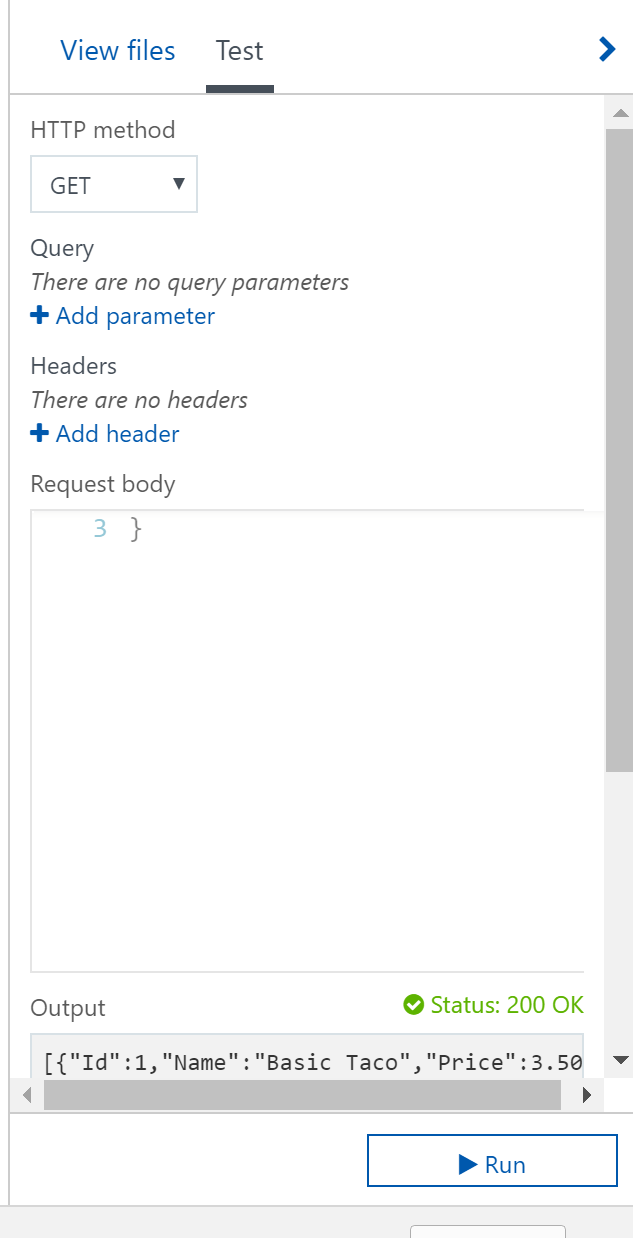 View files Test
HTTP method
GET
Query
There are no query parameters
Add parameter
Headers
There are no headers
Add header
Request body
3 }
Output Status: 200 OK
[{"Id":1,"Name":"Basic Taco","Price":3.50
Run